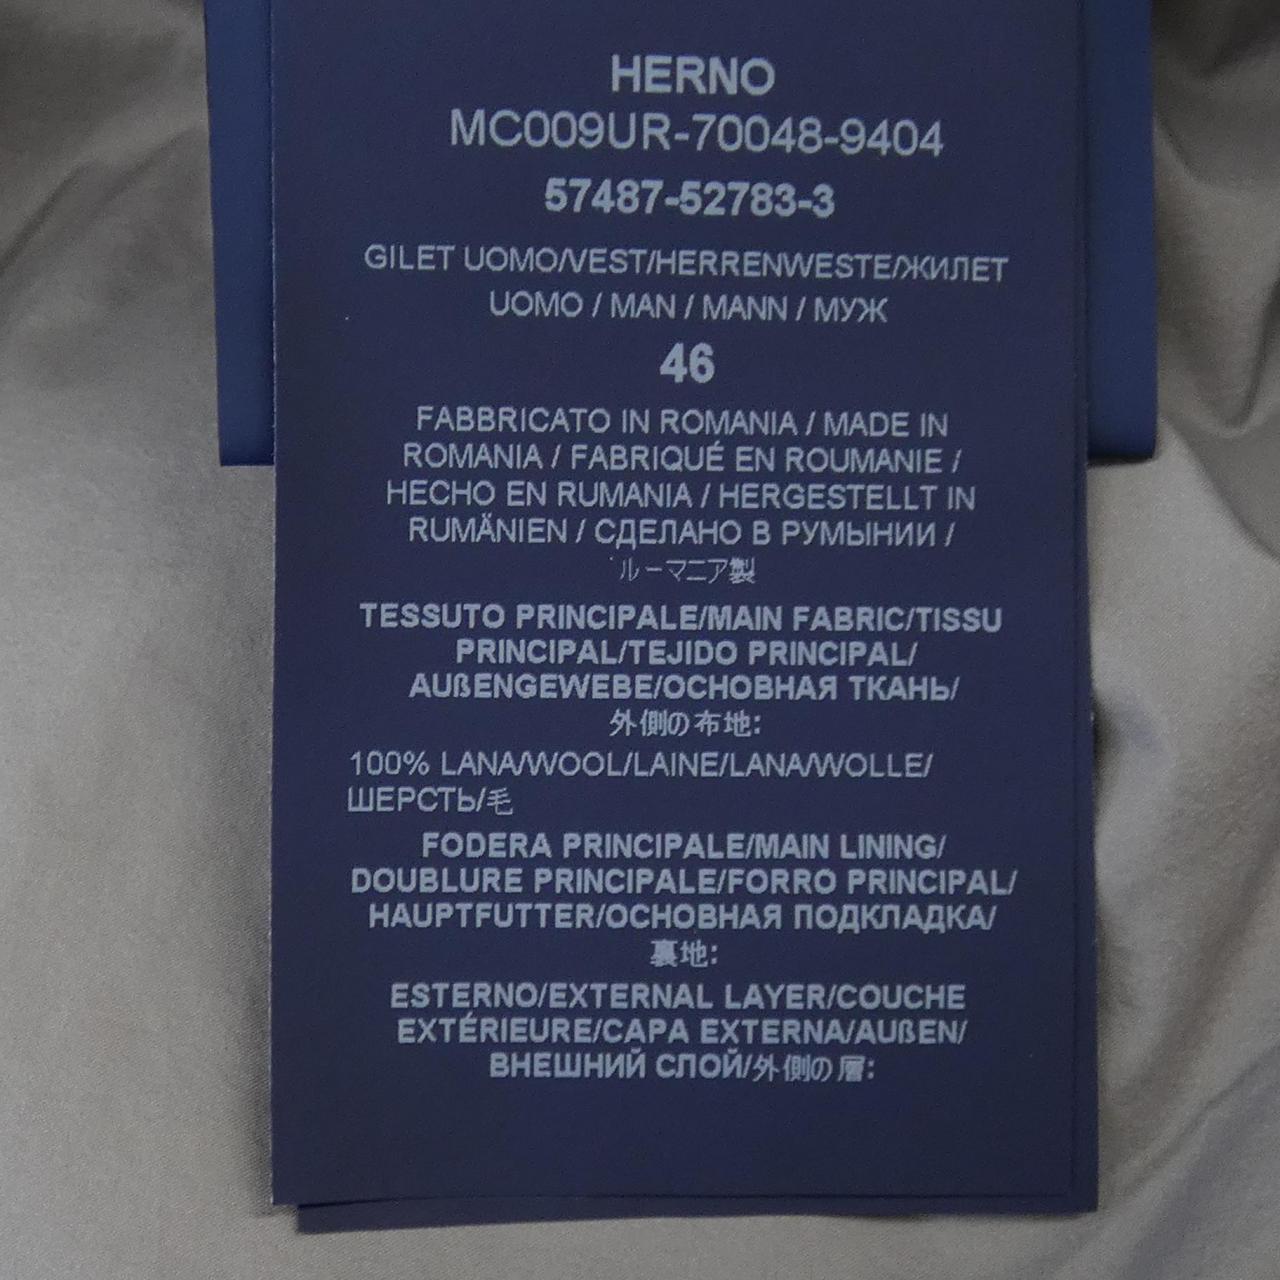 HERNO
MC009UR-70048-9404
57487-52783-3
GILET UOMO/VEST/HERRENWESTE/ЖИЛЕТ
UOMO / MAN / MANN / МУЖ
46
FABBRICATO IN ROMANIA / MADE IN
ROMANIA / FABRIQUÉ EN ROUMANIE /
HECHO EN RUMANIA / HERGESTELLT IN
RUMÄNIEN / СДЕЛАНО В РУМЫНИИ /
ルーマニア製
TESSUTO PRINCIPALE/MAIN FABRIC/TISSU
PRINCIPAL/TEJIDO PRINCIPAL/
AUßENGEWEBE/ОСНОВНАЯ ТКАНЬ/
外側の布地:
100% LANA/WOOL/LAINE/LANA/WOLLE/
ШЕРСТЬ/毛
FODERA PRINCIPALE/MAIN LINING/
DOUBLURE PRINCIPALE/FORRO PRINCIPAL/
HAUPTFUTTER/ОСНОВНАЯ ПОДКЛАДКА/
裏地:
ESTERNO/EXTERNAL LAYER/COUCHE
EXTÉRIEURE/CAPA EXTERNA/AUßEN/
ВНЕШНИЙ СЛОЙ/外側の層: